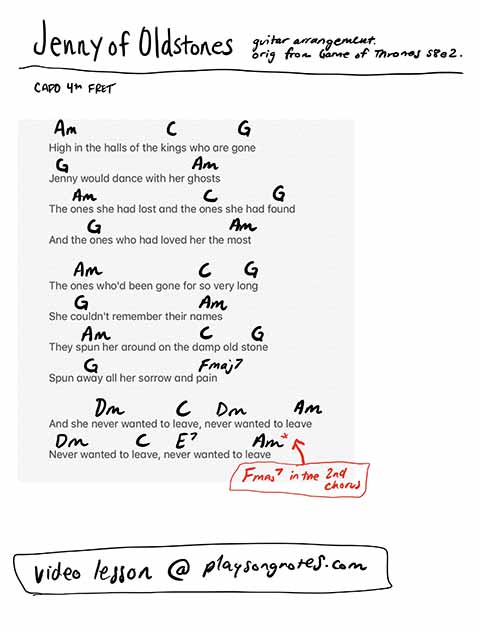 Jenny of Oldstones guitar arrangement.
orig from Game of Thrones S8e2.
CAPO 4th FRET
Am C G
High in the halls of the kings who are gone
G Am
Jenny would dance with her ghosts
Am C G
The ones she had lost and the ones she had found
G Am
And the ones who had loved her the most
Am C G
The ones who'd been gone for so very long
G Am
She couldn't remember their names
Am C G
They spun her around on the damp old stone
G Fmaj7
Spun away all her sorrow and pain
Dm C Dm Am
And she never wanted to leave, never wanted to leave
Dm C E7 Am*
Never wanted to leave, never wanted to leave
Fmaj7 in the 2nd
chorus
video lesson @ playsongnotes.com